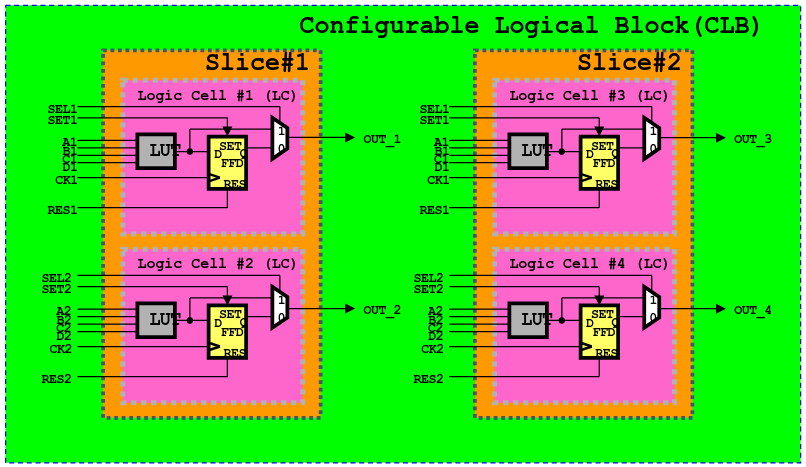 Configurable Logical Block(CLB)
Slice#1
Logic Cell #1 (LC)
SEL1
SET1
A1
B1
C1
D1
CK1
RES1
LUT
SET
D Q
FFD
RES
1
0
OUT_1
Logic Cell #2 (LC)
SEL2
SET2
A2
B2
C2
D2
CK2
RES2
LUT
SET
D Q
FFD
RES
1
0
OUT_2
Slice#2
Logic Cell #3 (LC)
SEL1
SET1
A1
B1
C1
D1
CK1
RES1
LUT
SET
D Q
FFD
RES
1
0
OUT_3
Logic Cell #4 (LC)
SEL2
SET2
A2
B2
C2
D2
CK2
RES2
LUT
SET
D Q
FFD
RES
1
0
OUT_4